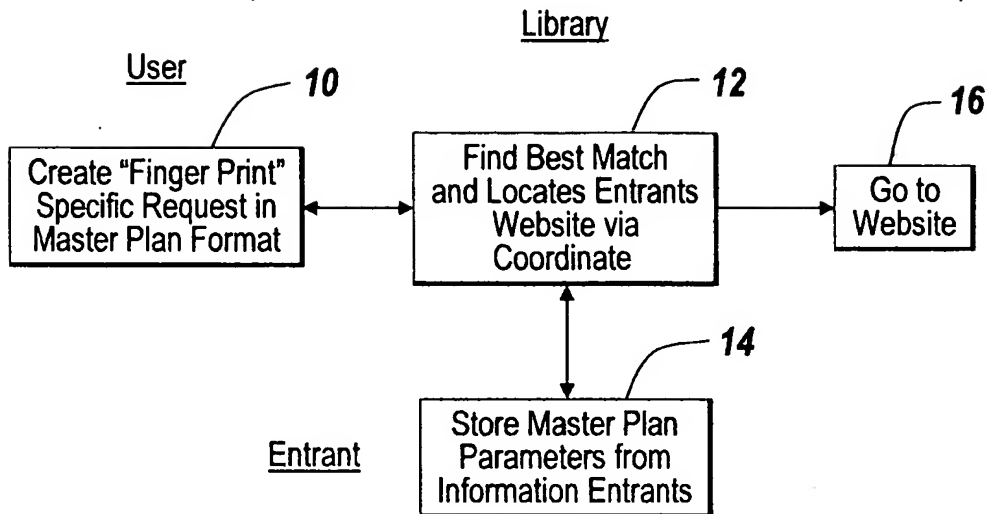 Library
User
10
12
16
Create "Finger Print"
Specific Request in
Master Plan Format
Find Best Match
and Locates Entrants
Website via
Coordinate
Go to
Website
14
Entrant
Store Master Plan
Parameters from
Information Entrants